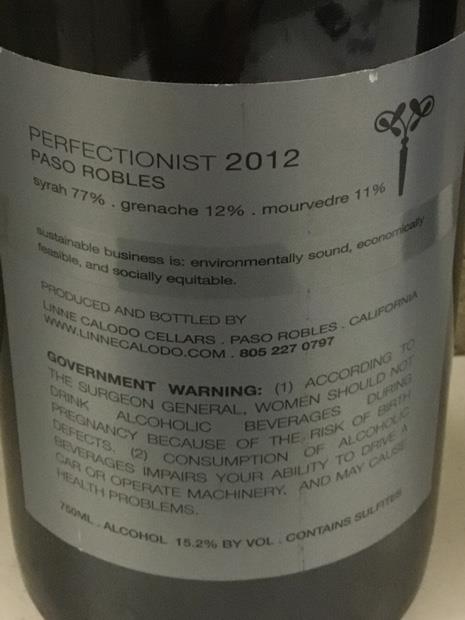 PERFECTIONIST 2012
PASO ROBLES
syrah 77% . grenache 12% . mourvedre 11%
sustainable business is: environmentally sound, economically
feasible, and socially equitable.
PRODUCED AND BOTTLED BY
LINNE CALODO CELLARS . PASO ROBLES . CALIFORNIA
WWW.LINNECALODO.COM . 805 227 0797
GOVERNMENT WARNING: (1) ACCORDING TO
THE SURGEON GENERAL, WOMEN SHOULD NOT
DRINK ALCOHOLIC BEVERAGES DURING
PREGNANCY BECAUSE OF THE RISK OF BIRTH
DEFECTS. (2) CONSUMPTION OF ALCOHOLIC
BEVERAGES IMPAIRS YOUR ABILITY TO DRIVE A
CAR OR OPERATE MACHINERY, AND MAY CAUSE
HEALTH PROBLEMS.
750ML . ALCOHOL 15.2% BY VOL . CONTAINS SULFITES